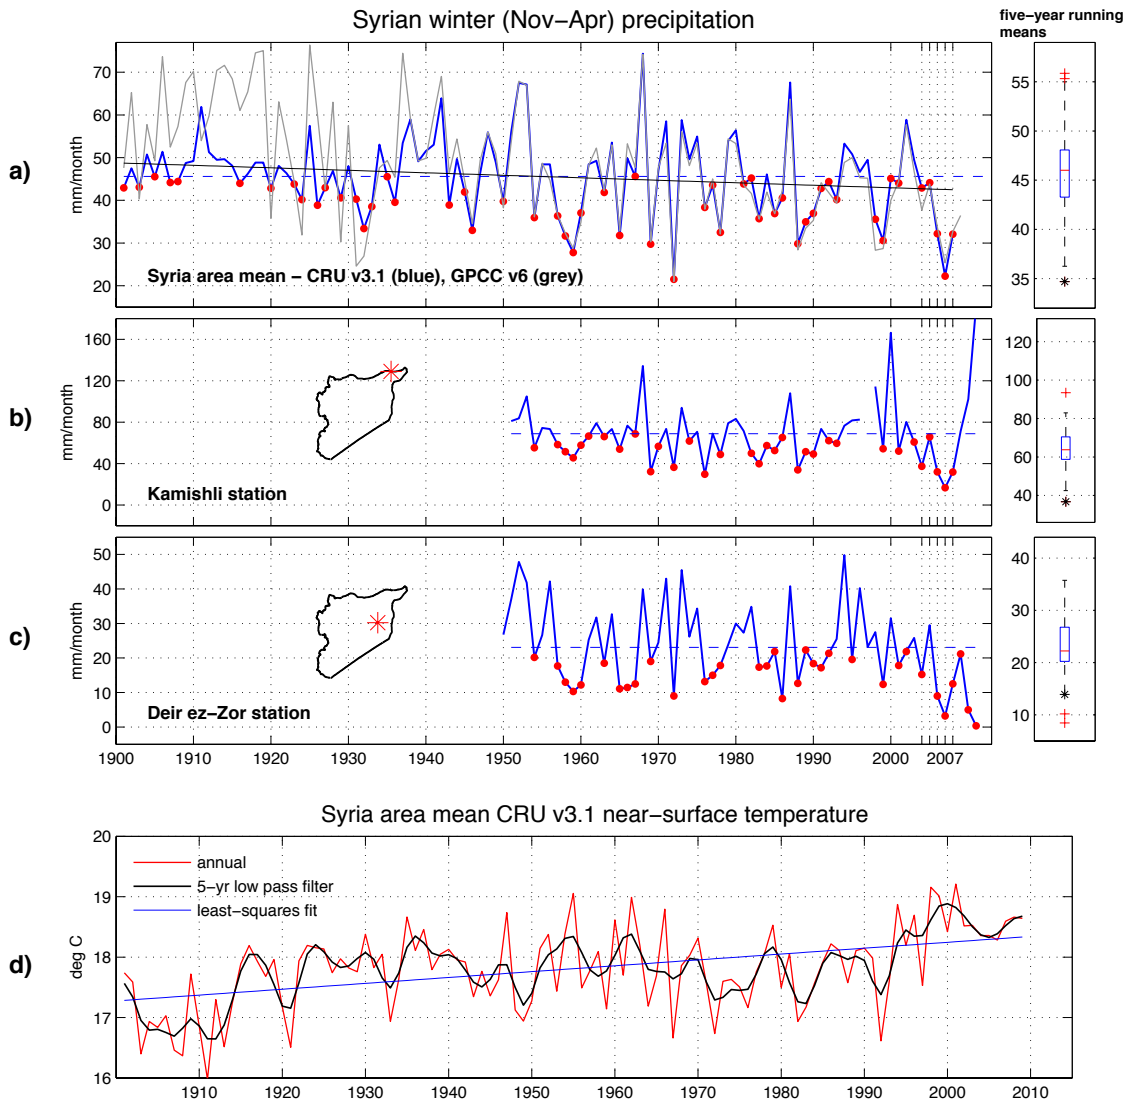 Syrian winter (Nov−Apr) precipitation
five−year running
means
a)
mm/month
70
60
50
40
30
20
Syria area mean − CRU v3.1 (blue), GPCC v6 (grey)
55
50
45
40
35
b)
mm/month
160
120
80
40
0
Kamishli station
120
100
80
60
40
c)
mm/month
50
40
30
20
10
0
Deir ez−Zor station
40
30
20
10
1900 1910 1920 1930 1940 1950 1960 1970 1980 1990 2000 2007
Syria area mean CRU v3.1 near−surface temperature
d)
deg C
20
19
18
17
16
annual
5−yr low pass filter
least−squares fit
1910 1920 1930 1940 1950 1960 1970 1980 1990 2000 2010